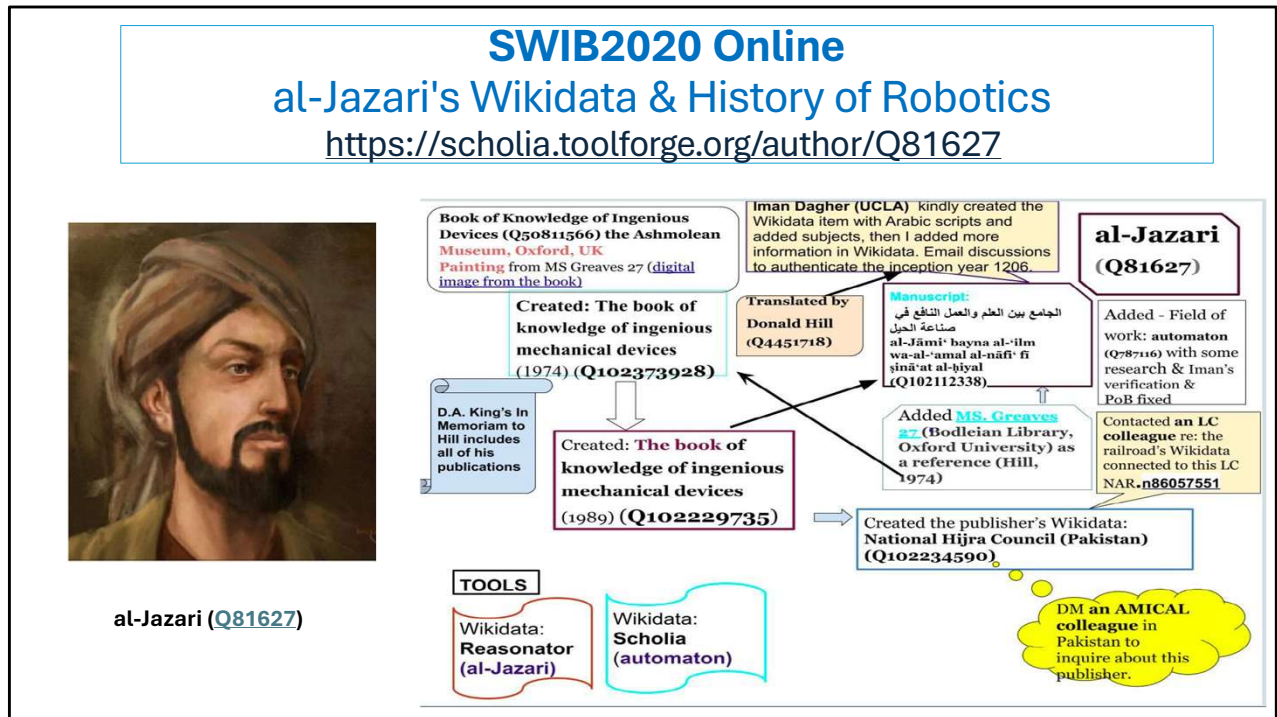 SWIB2020 Online
al-Jazari's Wikidata & History of Robotics
https://scholia.toolforge.org/author/Q81627
al-Jazari (Q81627)
Book of Knowledge of Ingenious
Devices (Q50811566) the Ashmolean
Museum, Oxford, UK
Painting from MS Greaves 27 (digital
image from the book)
Iman Dagher (UCLA) kindly created the
Wikidata item with Arabic scripts and
added subjects, then I added more
information in Wikidata. Email discussions
to authenticate the inception year 1206.
al-Jazari
(Q81627)
Created: The book of
knowledge of ingenious
mechanical devices
(1974) (Q102373928)
Translated by
Donald Hill
(Q4451718)
Manuscript:
الجامع بين العلم والعمل النافع في
صناعة الحيل
al-Jāmiʻ bayna al-ʻilm
wa-al-ʻamal al-nāfiʻ fī
ṣināʻat al-ḥiyal
(Q102112338)
Added - Field of
work: automaton
(Q787116) with some
research & Iman's
verification &
PoB fixed
D.A. King's In
Memoriam to
Hill includes
all of his
publications
Created: The book of
knowledge of ingenious
mechanical devices
(1989) (Q102229735)
Added MS. Greaves
27 (Bodleian Library,
Oxford University) as
a reference (Hill,
1974)
Contacted an LC
colleague re: the
railroad's Wikidata
connected to this LC
NAR.n86057551
Created the publisher's Wikidata:
National Hijra Council (Pakistan)
(Q102234590)
DM an AMICAL
colleague in
Pakistan to
inquire about this
publisher.
TOOLS
Wikidata:
Reasonator
(al-Jazari)
Wikidata:
Scholia
(automaton)